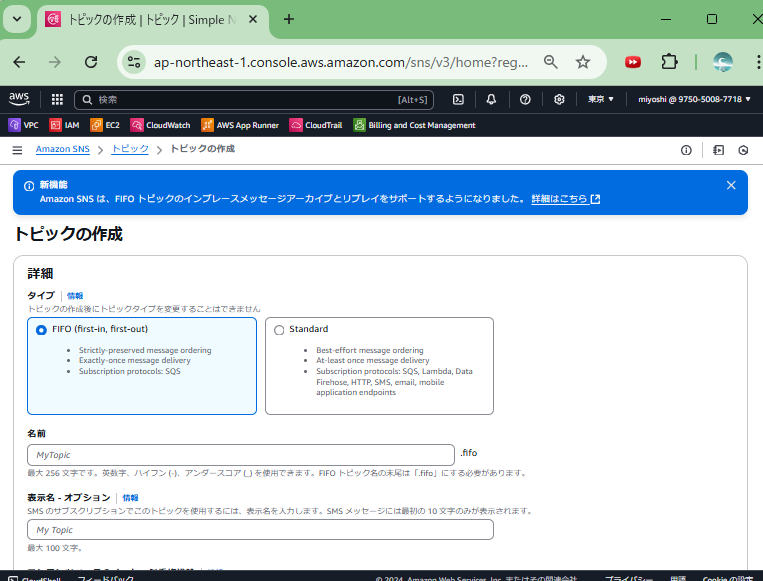 トピックの作成 | トピック | Simple N
ap-northeast-1.console.aws.amazon.com/sns/v3/home?reg...
aws
検索 [Alt+S]
東京 ▼
miyoshi @ 9750-5008-7718 ▼
VPC IAM EC2 CloudWatch AWS App Runner CloudTrail Billing and Cost Management
Amazon SNS > トピック > トピックの作成
新機能
Amazon SNS は、FIFO トピックのインプレースメッセージアーカイブとリプレイをサポートするようになりました。 詳細はこちら
トピックの作成
詳細
タイプ | 情報
トピックの作成後にトピックタイプを変更することはできません
FIFO (first-in, first-out)
• Strictly-preserved message ordering
• Exactly-once message delivery
• Subscription protocols: SQS
Standard
• Best-effort message ordering
• At-least once message delivery
• Subscription protocols: SQS, Lambda, Data
Firehose, HTTP, SMS, email, mobile
application endpoints
名前
MyTopic .fifo
最大 256 文字です。英数字、ハイフン (-)、アンダースコア (_) を使用できます。FIFO トピック名の末尾は「.fifo」にする必要があります。
表示名 - オプション | 情報
SMS のサブスクリプションでこのトピックを使用するには、表示名を入力します。SMS メッセージには最初の 10 文字のみが表示されます。
My Topic
最大 100 文字。
CloudShell フィードバック © 2024, Amazon Web Services, Inc. またはその関連会社 プライバシー 用語 Cookie の設定